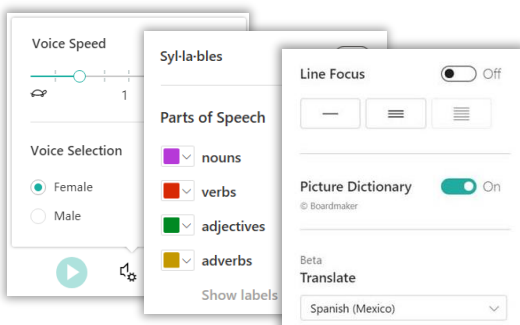 Voice Speed
1
Voice Selection
Female
Male
Syl·la·bles
Parts of Speech
nouns
verbs
adjectives
adverbs
Show labels
Line Focus
Off
Picture Dictionary
On
© Boardmaker
Beta
Translate
Spanish (Mexico)